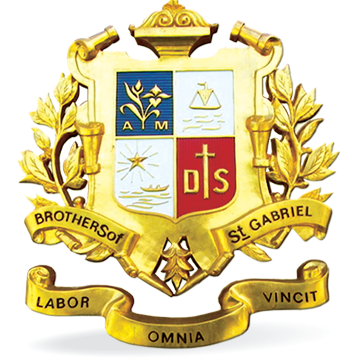 A M
D S
BROTHERS of St GABRIEL
LABOR OMNIA VINCIT